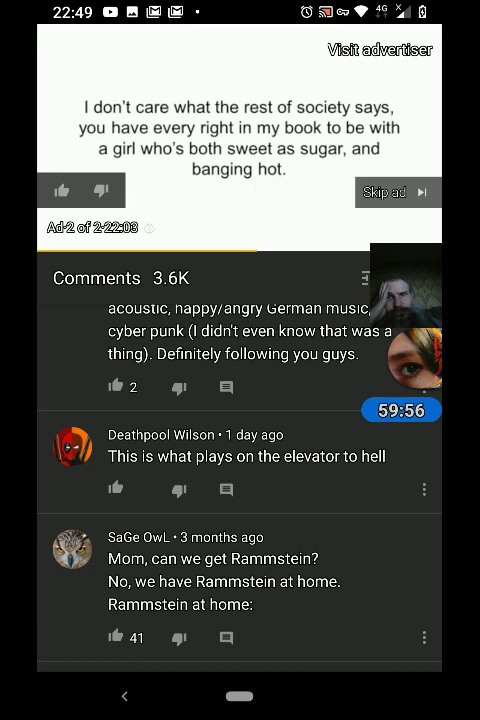 22:49
4G
Visit advertiser
I don't care what the rest of society says,
you have every right in my book to be with
a girl who's both sweet as sugar, and
banging hot.
Skip ad
Ad·2 of 2·22:03
Comments 3.6K
acoustic, happy/angry German music,
cyber punk (I didn't even know that was a
thing). Definitely following you guys.
2
59:56
Deathpool Wilson • 1 day ago
This is what plays on the elevator to hell
SaGe OwL • 3 months ago
Mom, can we get Rammstein?
No, we have Rammstein at home.
Rammstein at home:
41